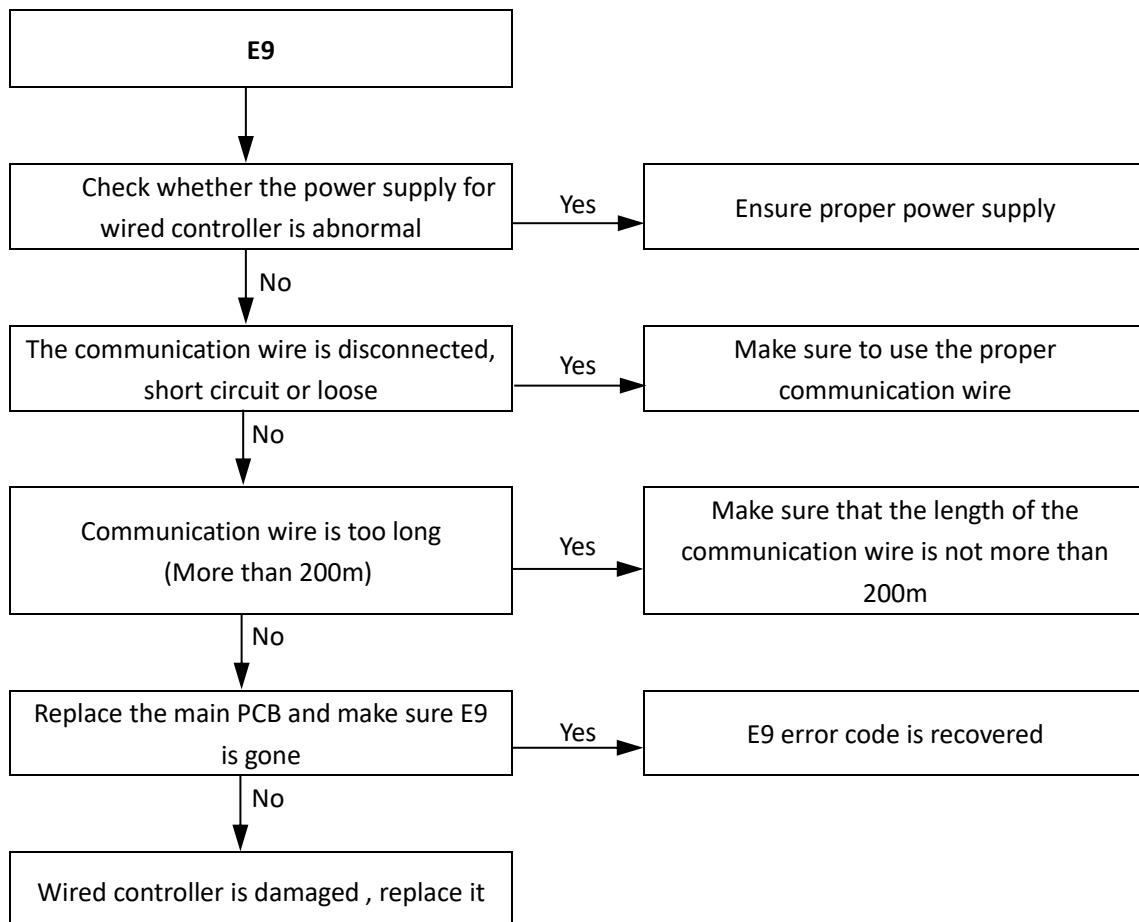 E9
Check whether the power supply for
wired controller is abnormal
Yes
Ensure proper power supply
No
The communication wire is disconnected,
short circuit or loose
Yes
Make sure to use the proper
communication wire
No
Communication wire is too long
(More than 200m)
Yes
Make sure that the length of the
communication wire is not more than
200m
No
Replace the main PCB and make sure E9
is gone
Yes
E9 error code is recovered
No
Wired controller is damaged , replace it